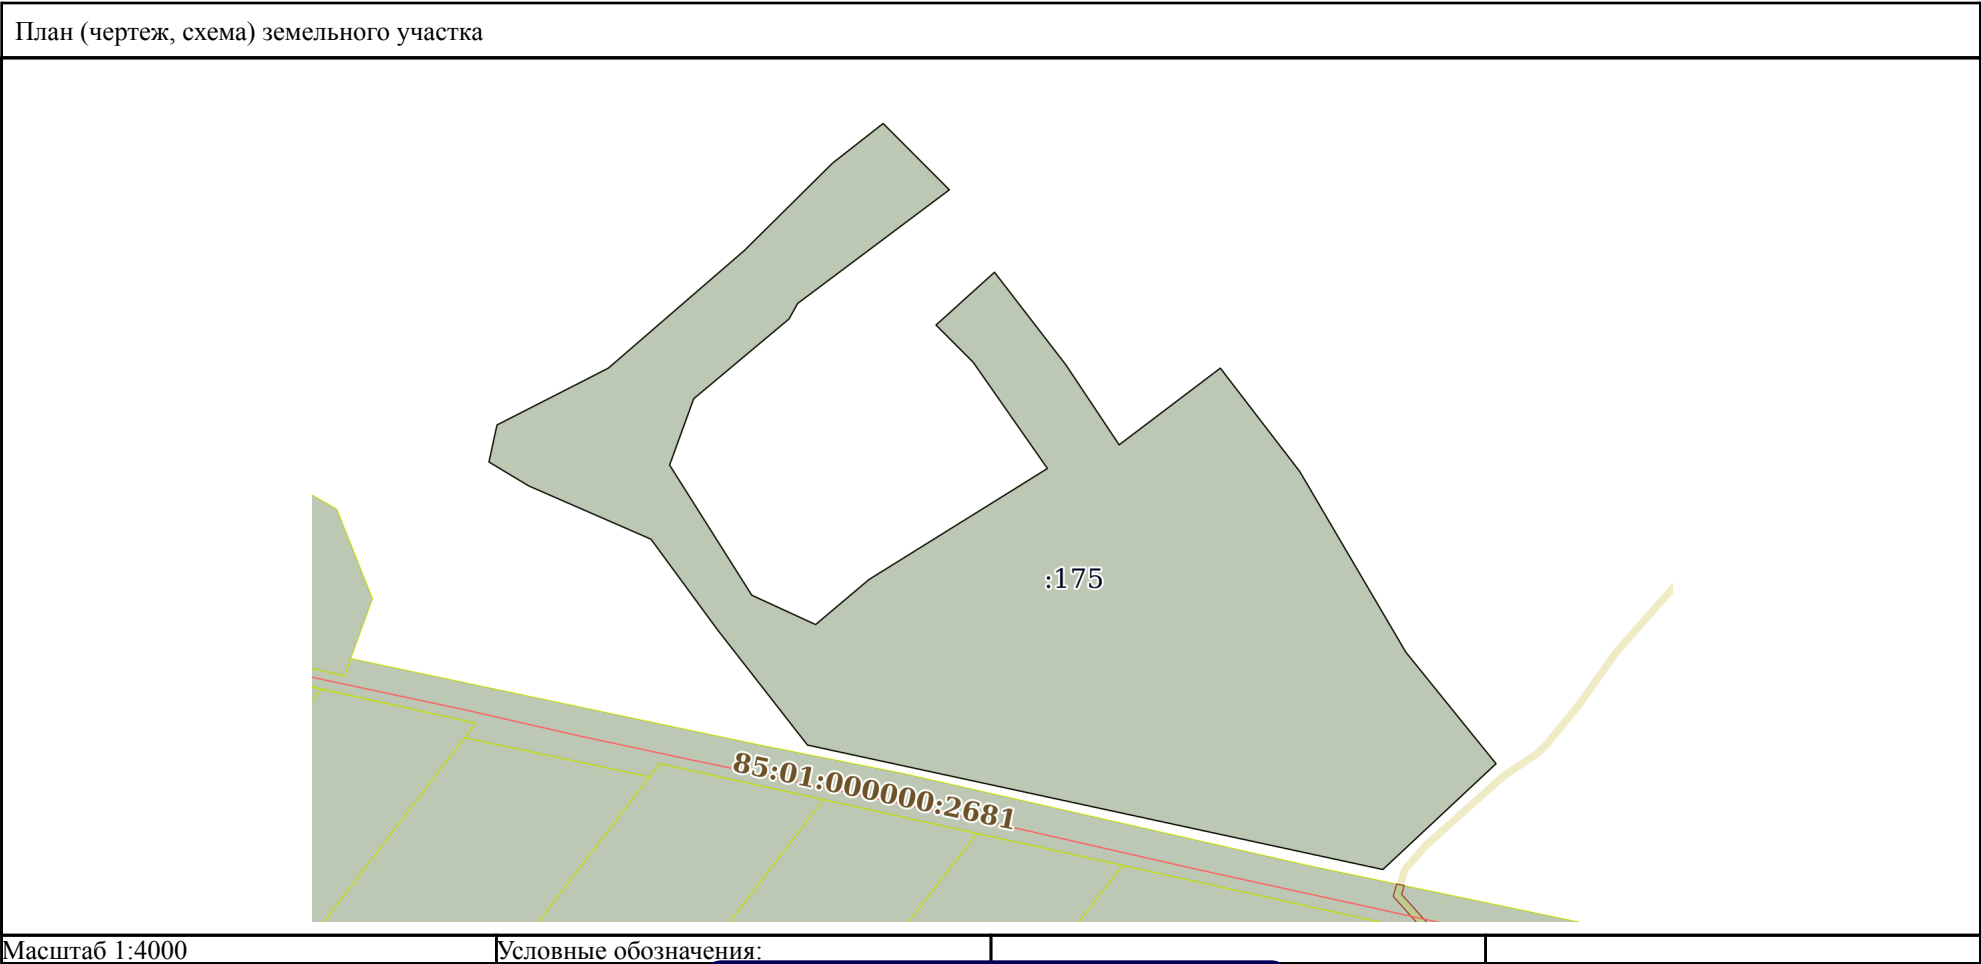 План (чертеж, схема) земельного участка
:175
85:01:000000:2681
Масштаб 1:4000
Условные обозначения: